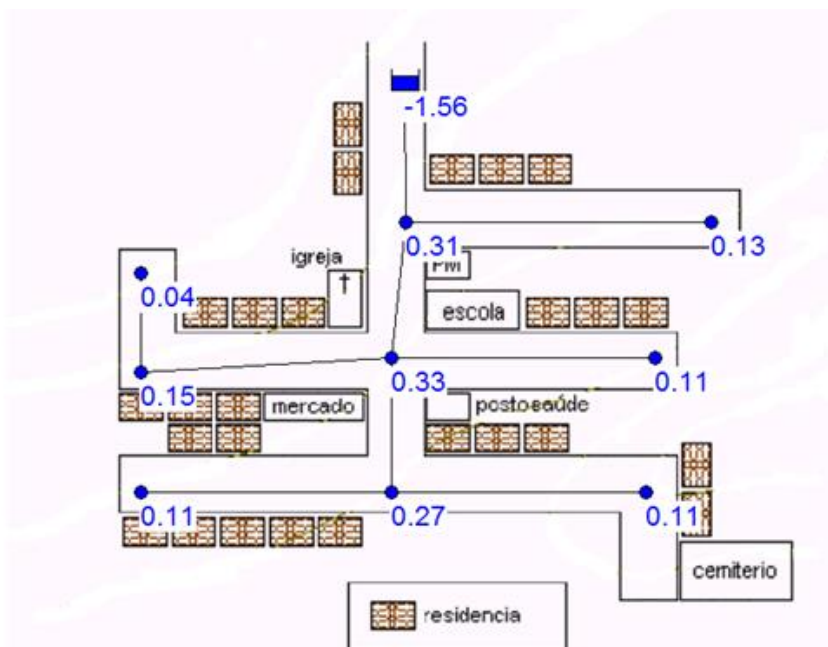 -1.56
0.31
0.13
igreja
PM
0.04
escola
0.15
0.33
0.11
mercado
posto saúde
0.11
0.27
0.11
cemiterio
residencia